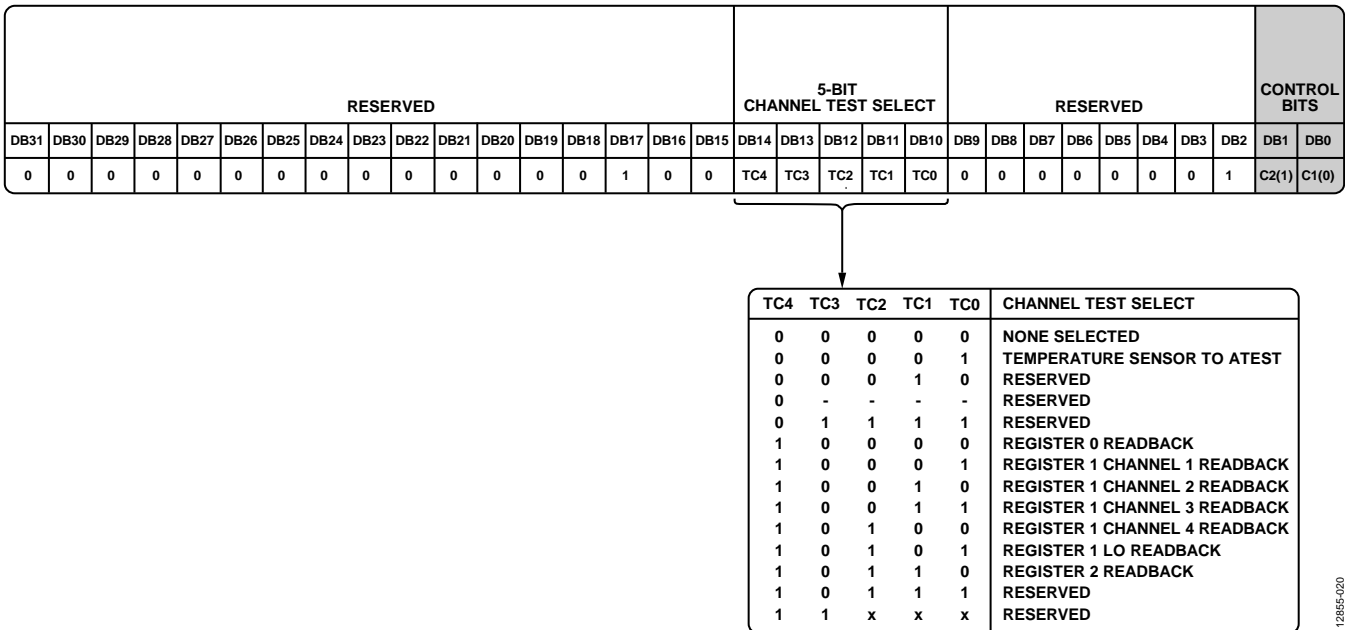 RESERVED
5-BIT
CHANNEL TEST SELECT
RESERVED
CONTROL
BITS
DB31 DB30 DB29 DB28 DB27 DB26 DB25 DB24 DB23 DB22 DB21 DB20 DB19 DB18 DB17 DB16 DB15 DB14 DB13 DB12 DB11 DB10 DB9 DB8 DB7 DB6 DB5 DB4 DB3 DB2 DB1 DB0
0 0 0 0 0 0 0 0 0 0 0 0 0 0 1 0 0 TC4 TC3 TC2 TC1 TC0 0 0 0 0 0 0 0 1 C2(1) C1(0)
TC4 TC3 TC2 TC1 TC0 CHANNEL TEST SELECT
0 0 0 0 0 NONE SELECTED
0 0 0 0 1 TEMPERATURE SENSOR TO ATEST
0 0 0 1 0 RESERVED
0 - - - - RESERVED
0 1 1 1 1 RESERVED
1 0 0 0 0 REGISTER 0 READBACK
1 0 0 0 1 REGISTER 1 CHANNEL 1 READBACK
1 0 0 1 0 REGISTER 1 CHANNEL 2 READBACK
1 0 0 1 1 REGISTER 1 CHANNEL 3 READBACK
1 0 1 0 0 REGISTER 1 CHANNEL 4 READBACK
1 0 1 0 1 REGISTER 1 LO READBACK
1 0 1 1 0 REGISTER 2 READBACK
1 0 1 1 1 RESERVED
1 1 x x x RESERVED
12855-020